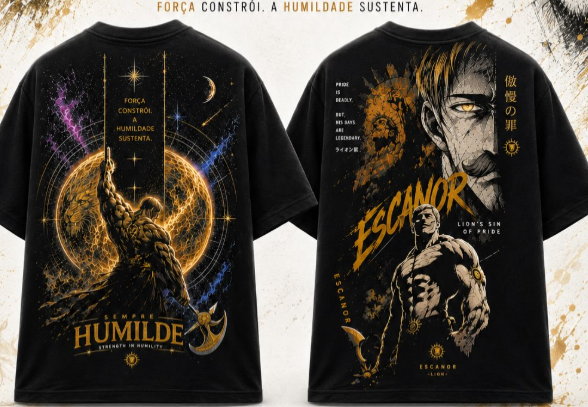 FORÇA CONSTRÓI. A HUMILDADE SUSTENTA.
FORÇA
CONSTRÓI.
A
HUMILDADE
SUSTENTA.
SEMPRE
HUMILDE
STRENGTH IN HUMILITY
PRIDE
IS
DEADLY.
BUT,
HIS DAYS
ARE
LEGENDARY.
ライオン級
傲慢の罪
ESCANOR
LION'S SIN
OF PRIDE
ESCANOR
ESCANOR
-LION-